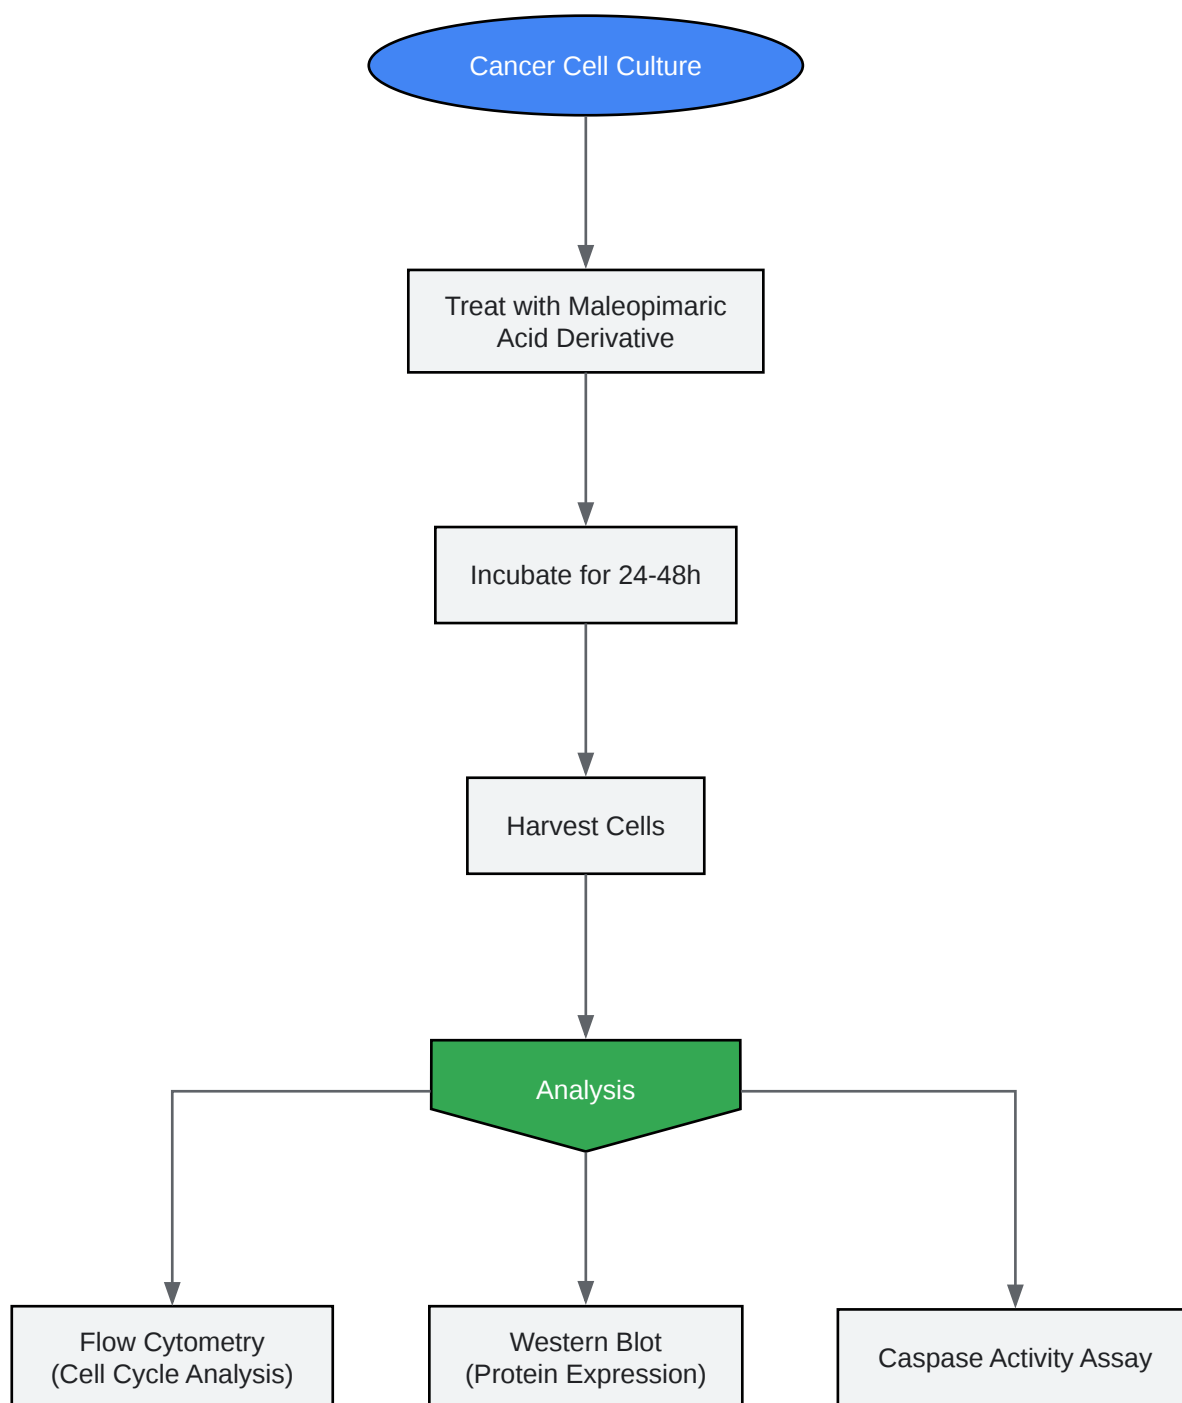 Cancer Cell Culture
Treat with Maleopimaric
Acid Derivative
Incubate for 24-48h
Harvest Cells
Analysis
Flow Cytometry
(Cell Cycle Analysis)
Western Blot
(Protein Expression)
Caspase Activity Assay